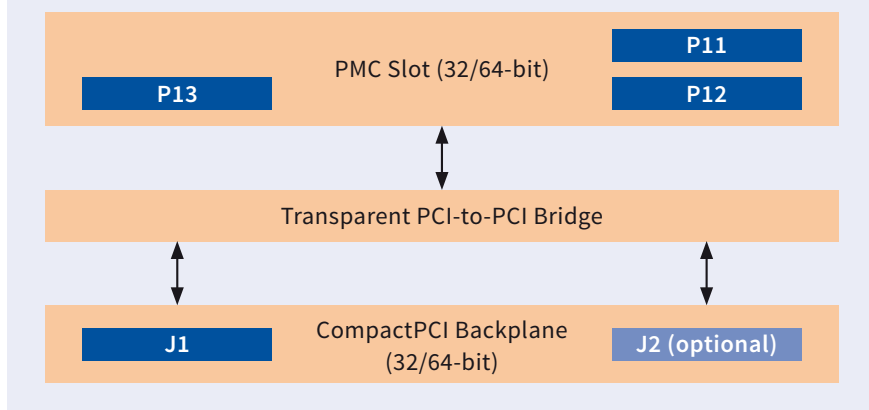 P11
PMC Slot (32/64-bit)
P13
P12
Transparent PCI-to-PCI Bridge
J1
CompactPCI Backplane
(32/64-bit)
J2 (optional)